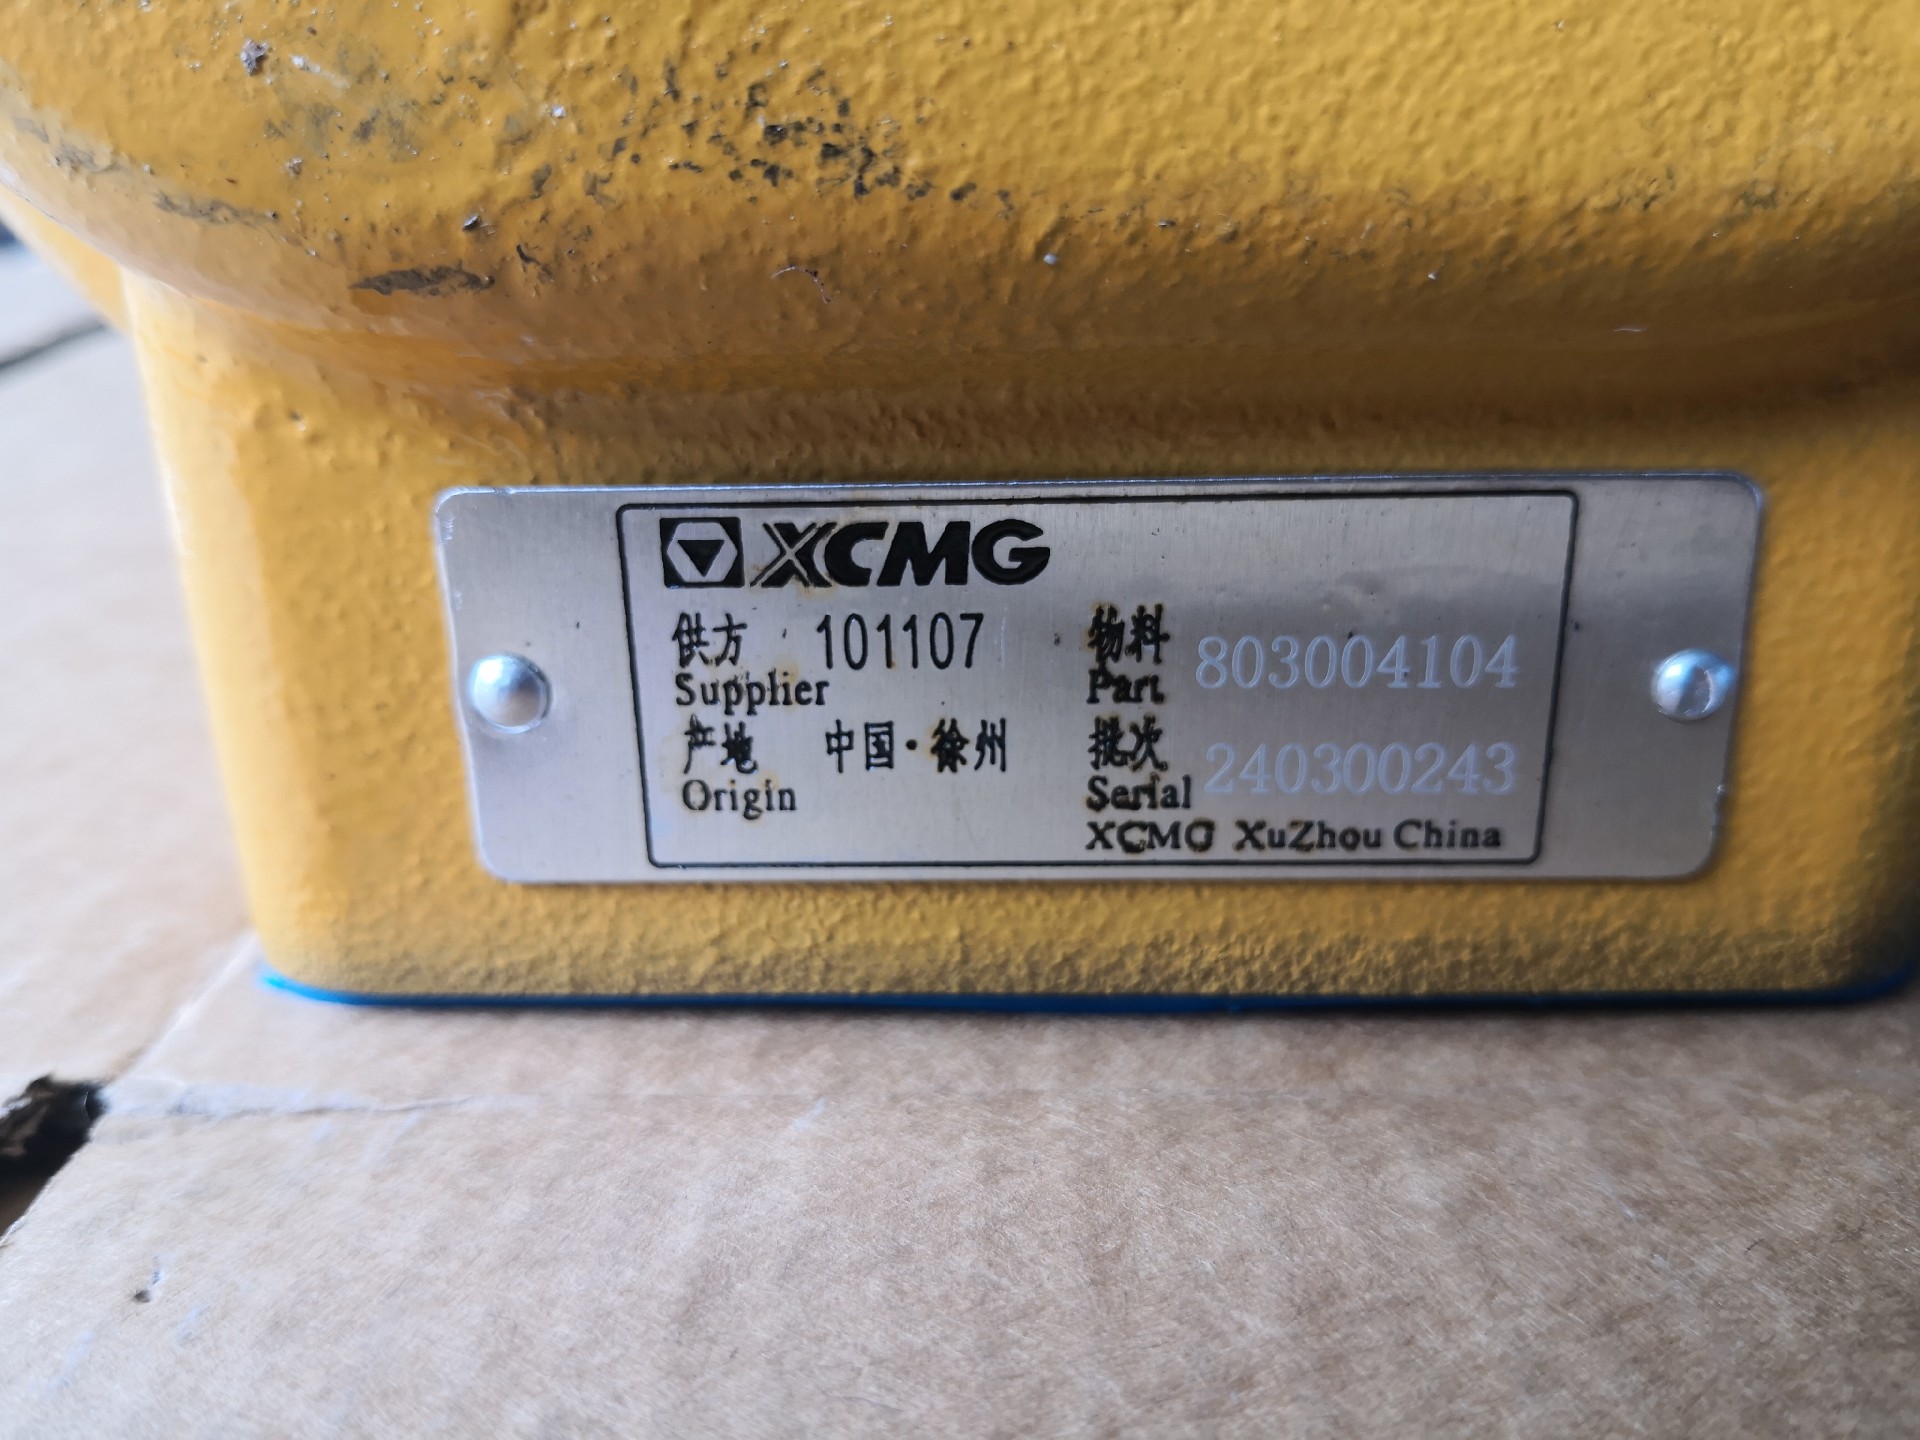 XCMG
供方 101107 物料 803004104
Supplier Part
产地 中国·徐州 批次 240300243
Origin Serial
XCMG XuZhou China